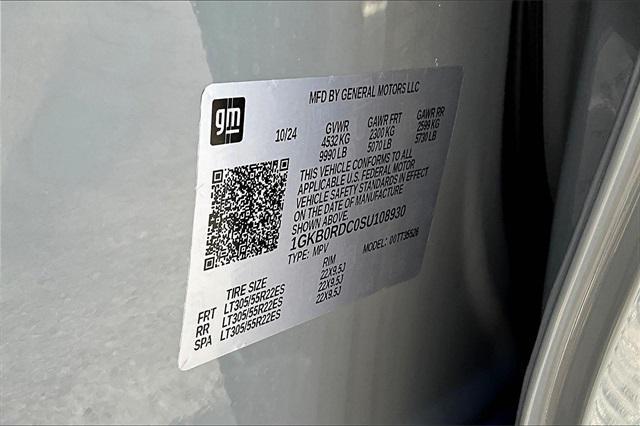 MFD BY GENERAL MOTORS LLC
gm
10/24
GVWR GAWR FRT GAWR RR
4532 KG 2300 KG 2599 KG
9990 LB 5070 LB 5730 LB
THIS VEHICLE CONFORMS TO ALL
APPLICABLE U.S. FEDERAL MOTOR
VEHICLE SAFETY STANDARDS IN EFFECT
ON THE DATE OF MANUFACTURE
SHOWN ABOVE.
1GKB0RDC0SU108930
TYPE: MPV MODEL: 00TT35526
TIRE SIZE RIM
FRT LT305/55R22ES 22X9.5J
RR LT305/55R22ES 22X9.5J
SPA LT305/55R22ES 22X9.5J